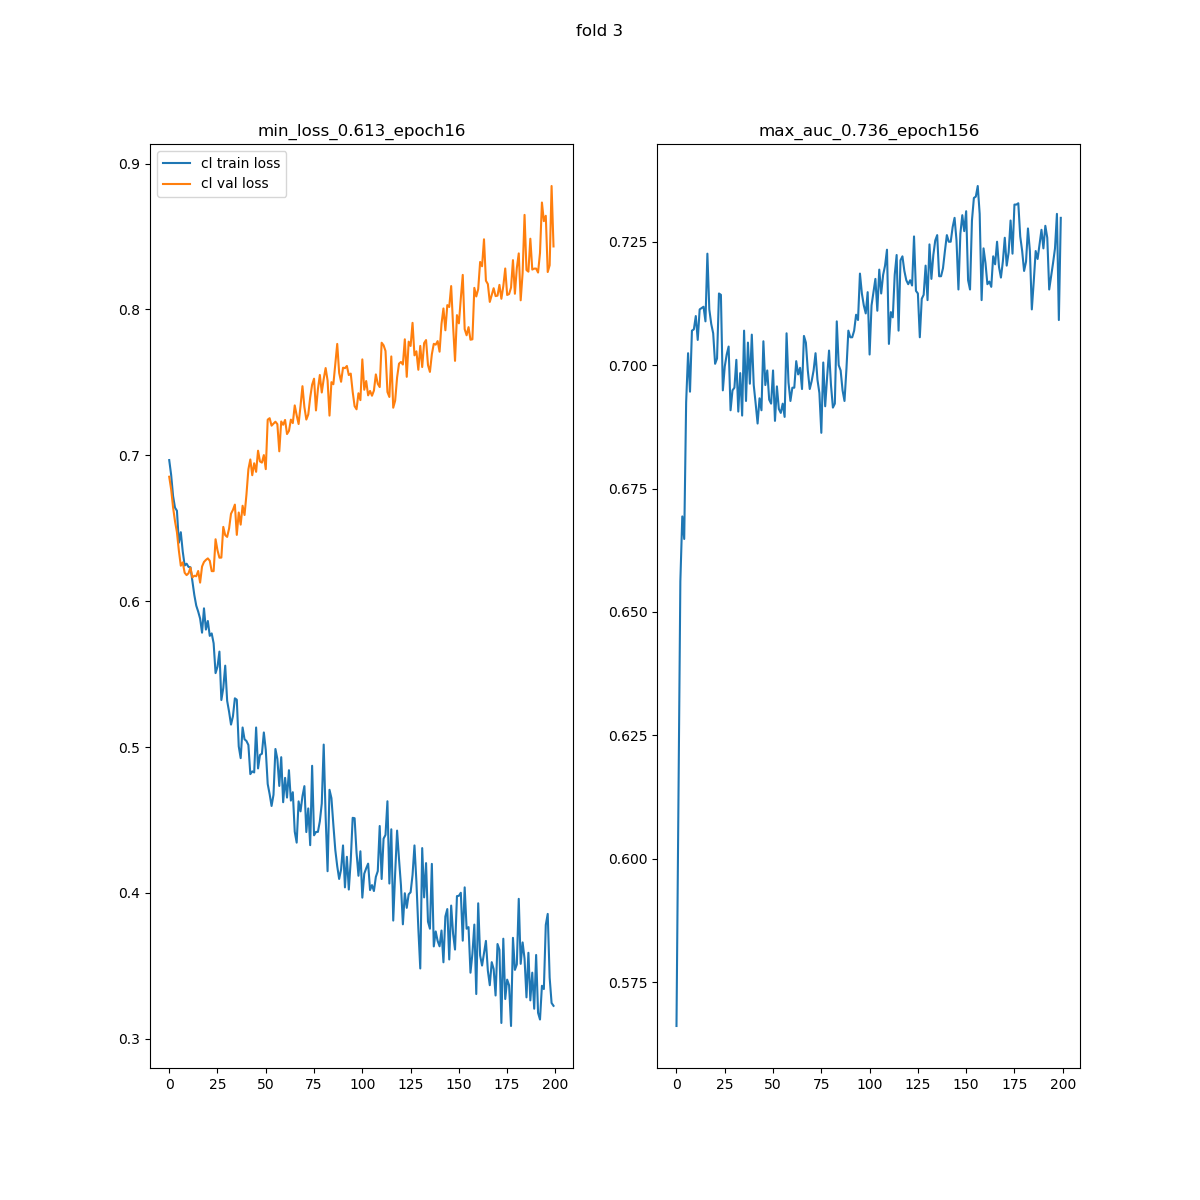 fold 3
min_loss_0.613_epoch16
cl train loss
cl val loss
0.9
0.8
0.7
0.6
0.5
0.4
0.3
0 25 50 75 100 125 150 175 200
max_auc_0.736_epoch156
0.725
0.700
0.675
0.650
0.625
0.600
0.575
0 25 50 75 100 125 150 175 200